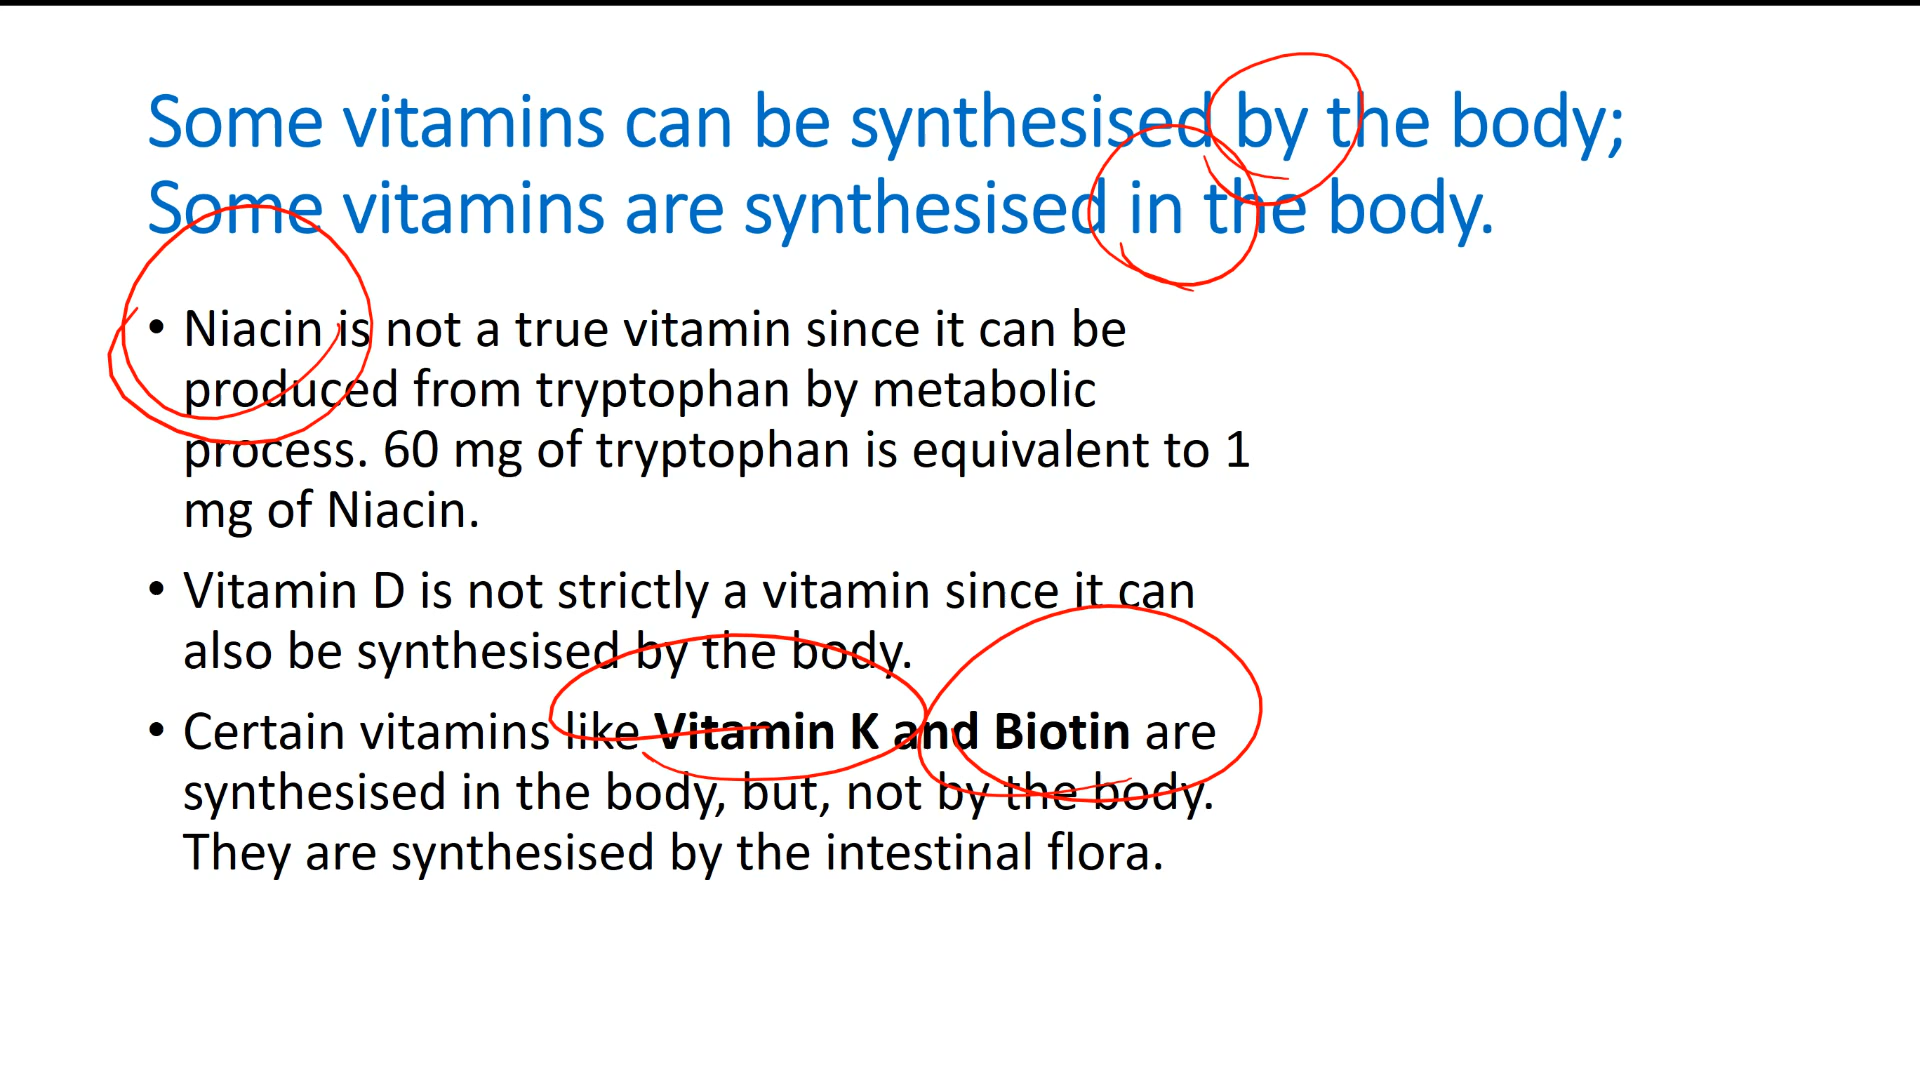 Some vitamins can be synthesised by the body;
Some vitamins are synthesised in the body.
• Niacin is not a true vitamin since it can be
produced from tryptophan by metabolic
process. 60 mg of tryptophan is equivalent to 1
mg of Niacin.
• Vitamin D is not strictly a vitamin since it can
also be synthesised by the body.
• Certain vitamins like Vitamin K and Biotin are
synthesised in the body, but, not by the body.
They are synthesised by the intestinal flora.